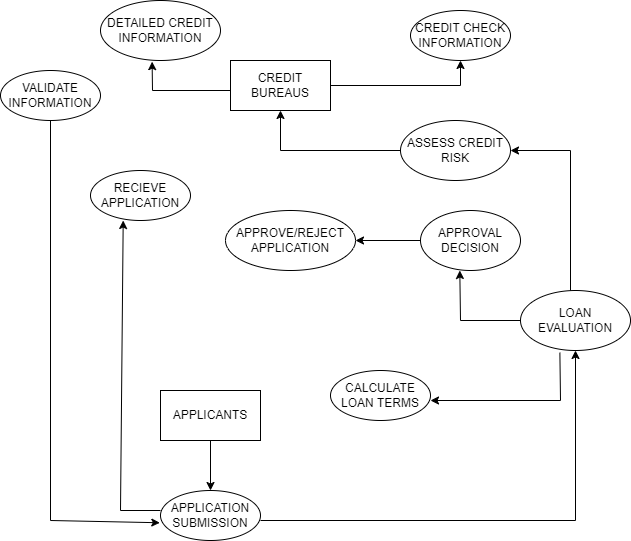 DETAILED CREDIT
INFORMATION
CREDIT CHECK
INFORMATION
CREDIT
BUREAUS
VALIDATE
INFORMATION
ASSESS CREDIT
RISK
RECIEVE
APPLICATION
APPROVE/REJECT
APPLICATION
APPROVAL
DECISION
LOAN
EVALUATION
CALCULATE
LOAN TERMS
APPLICANTS
APPLICATION
SUBMISSION